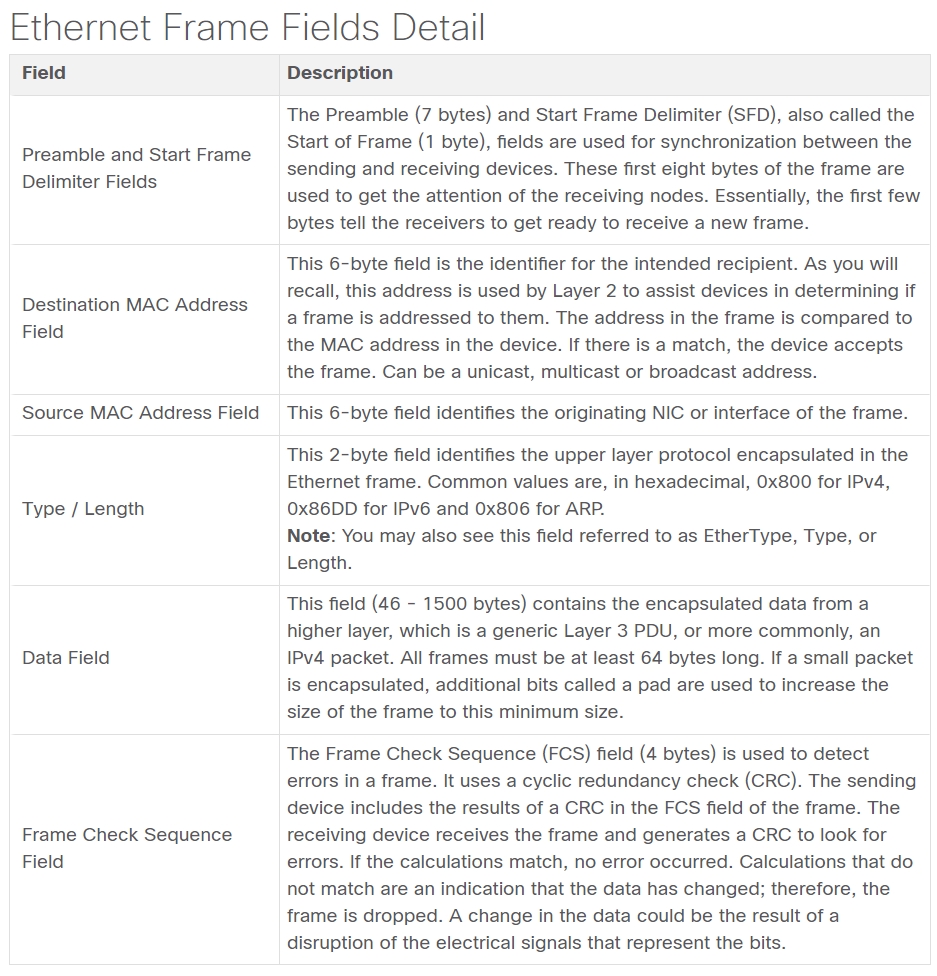 Ethernet Frame Fields Detail
Field
Description
Preamble and Start Frame
Delimiter Fields
The Preamble (7 bytes) and Start Frame Delimiter (SFD), also called the
Start of Frame (1 byte), fields are used for synchronization between the
sending and receiving devices. These first eight bytes of the frame are
used to get the attention of the receiving nodes. Essentially, the first few
bytes tell the receivers to get ready to receive a new frame.
Destination MAC Address
Field
This 6-byte field is the identifier for the intended recipient. As you will
recall, this address is used by Layer 2 to assist devices in determining if
a frame is addressed to them. The address in the frame is compared to
the MAC address in the device. If there is a match, the device accepts
the frame. Can be a unicast, multicast or broadcast address.
Source MAC Address Field
This 6-byte field identifies the originating NIC or interface of the frame.
Type / Length
This 2-byte field identifies the upper layer protocol encapsulated in the
Ethernet frame. Common values are, in hexadecimal, 0x800 for IPv4,
0x86DD for IPv6 and 0x806 for ARP.
Note: You may also see this field referred to as EtherType, Type, or
Length.
Data Field
This field (46 - 1500 bytes) contains the encapsulated data from a
higher layer, which is a generic Layer 3 PDU, or more commonly, an
IPv4 packet. All frames must be at least 64 bytes long. If a small packet
is encapsulated, additional bits called a pad are used to increase the
size of the frame to this minimum size.
Frame Check Sequence
Field
The Frame Check Sequence (FCS) field (4 bytes) is used to detect
errors in a frame. It uses a cyclic redundancy check (CRC). The sending
device includes the results of a CRC in the FCS field of the frame. The
receiving device receives the frame and generates a CRC to look for
errors. If the calculations match, no error occurred. Calculations that do
not match are an indication that the data has changed; therefore, the
frame is dropped. A change in the data could be the result of a
disruption of the electrical signals that represent the bits.